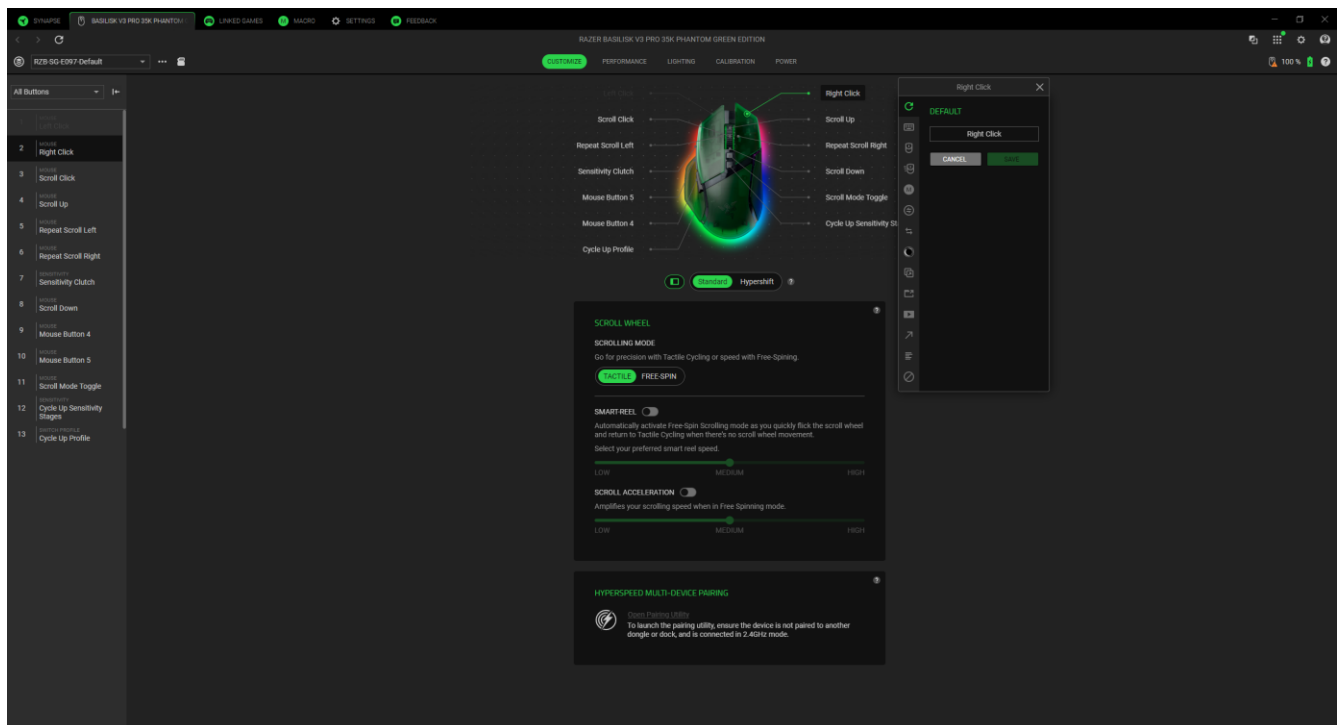 SYNAPSE
BASILISK V3 PRO 35K PHANTOM
LINKED GAMES
MACRO
SETTINGS
FEEDBACK
RAZER BASILISK V3 PRO 35K PHANTOM GREEN EDITION
RZB-SG-E097-Default
CUSTOMIZE
PERFORMANCE
LIGHTING
CALIBRATION
POWER
100 %
All Buttons
1
MOUSE
Left Click
2
MOUSE
Right Click
3
MOUSE
Scroll Click
4
MOUSE
Scroll Up
5
MOUSE
Repeat Scroll Left
6
MOUSE
Repeat Scroll Right
7
SENSITIVITY
Sensitivity Clutch
8
MOUSE
Scroll Down
9
MOUSE
Mouse Button 4
10
MOUSE
Mouse Button 5
11
MOUSE
Scroll Mode Toggle
12
SENSITIVITY
Cycle Up Sensitivity
Stages
13
SWITCH PROFILE
Cycle Up Profile
Left Click
Scroll Click
Repeat Scroll Left
Sensitivity Clutch
Mouse Button 5
Mouse Button 4
Cycle Up Profile
Right Click
Scroll Up
Repeat Scroll Right
Scroll Down
Scroll Mode Toggle
Cycle Up Sensitivity St
Standard
Hypershift
?
SCROLL WHEEL
SCROLLING MODE
Go for precision with Tactile Cycling or speed with Free-Spining.
TACTILE
FREE-SPIN
SMART-REEL
Automatically activate Free-Spin Scrolling mode as you quickly flick the scroll wheel
and return to Tactile Cycling when there's no scroll wheel movement.
Select your preferred smart reel speed.
LOW
MEDIUM
HIGH
SCROLL ACCELERATION
Amplifies your scrolling speed when in Free Spinning mode.
LOW
MEDIUM
HIGH
HYPERSPEED MULTI-DEVICE PAIRING
Open Pairing Utility
To launch the pairing utility, ensure the device is not paired to another
dongle or dock, and is connected in 2.4GHz mode.
Right Click
DEFAULT
Right Click
CANCEL
SAVE